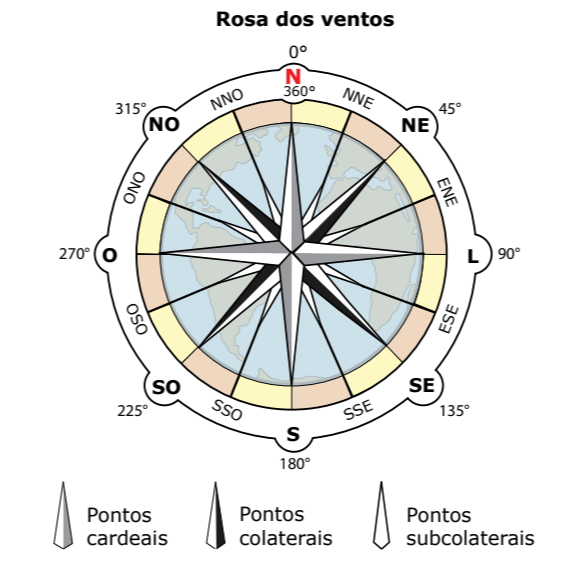 Rosa dos ventos
0°
N
360°
NNO
NNE
315°
NO
NE
45°
ONO
ENE
270°
O
L
90°
OSO
ESE
SO
SE
225°
SSO
SSE
135°
S
180°
Pontos
cardeais
Pontos
colaterais
Pontos
subcolaterais